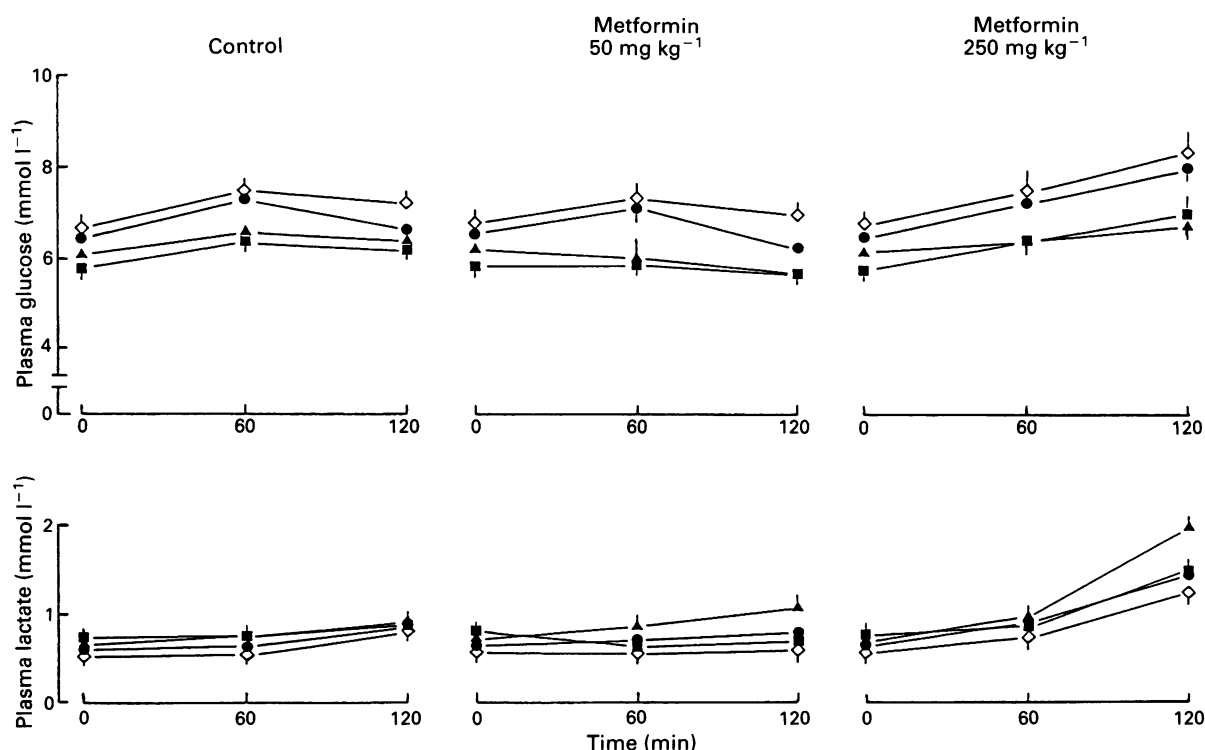 Control
Metformin
50 mg kg⁻¹
Metformin
250 mg kg⁻¹
Plasma glucose (mmol l⁻¹)
10
8
6
4
0
0 60 120
0 60 120
0 60 120
Plasma lactate (mmol l⁻¹)
2
1
0
0 60 120
0 60 120
0 60 120
Time (min)